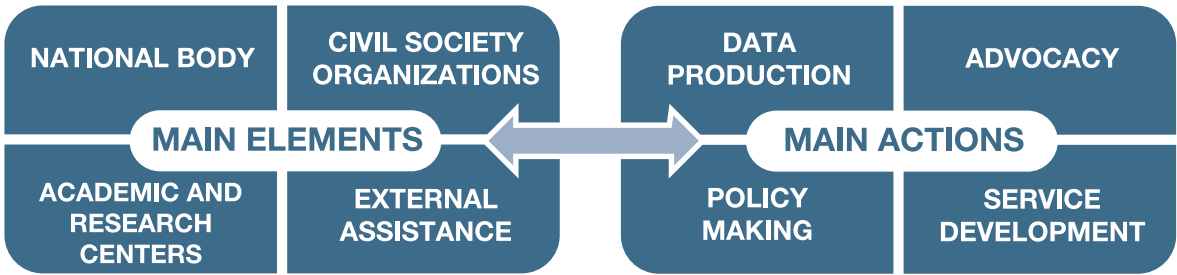 NATIONAL BODY
CIVIL SOCIETY
ORGANIZATIONS
MAIN ELEMENTS
ACADEMIC AND
RESEARCH
CENTERS
EXTERNAL
ASSISTANCE
DATA
PRODUCTION
ADVOCACY
MAIN ACTIONS
POLICY
MAKING
SERVICE
DEVELOPMENT